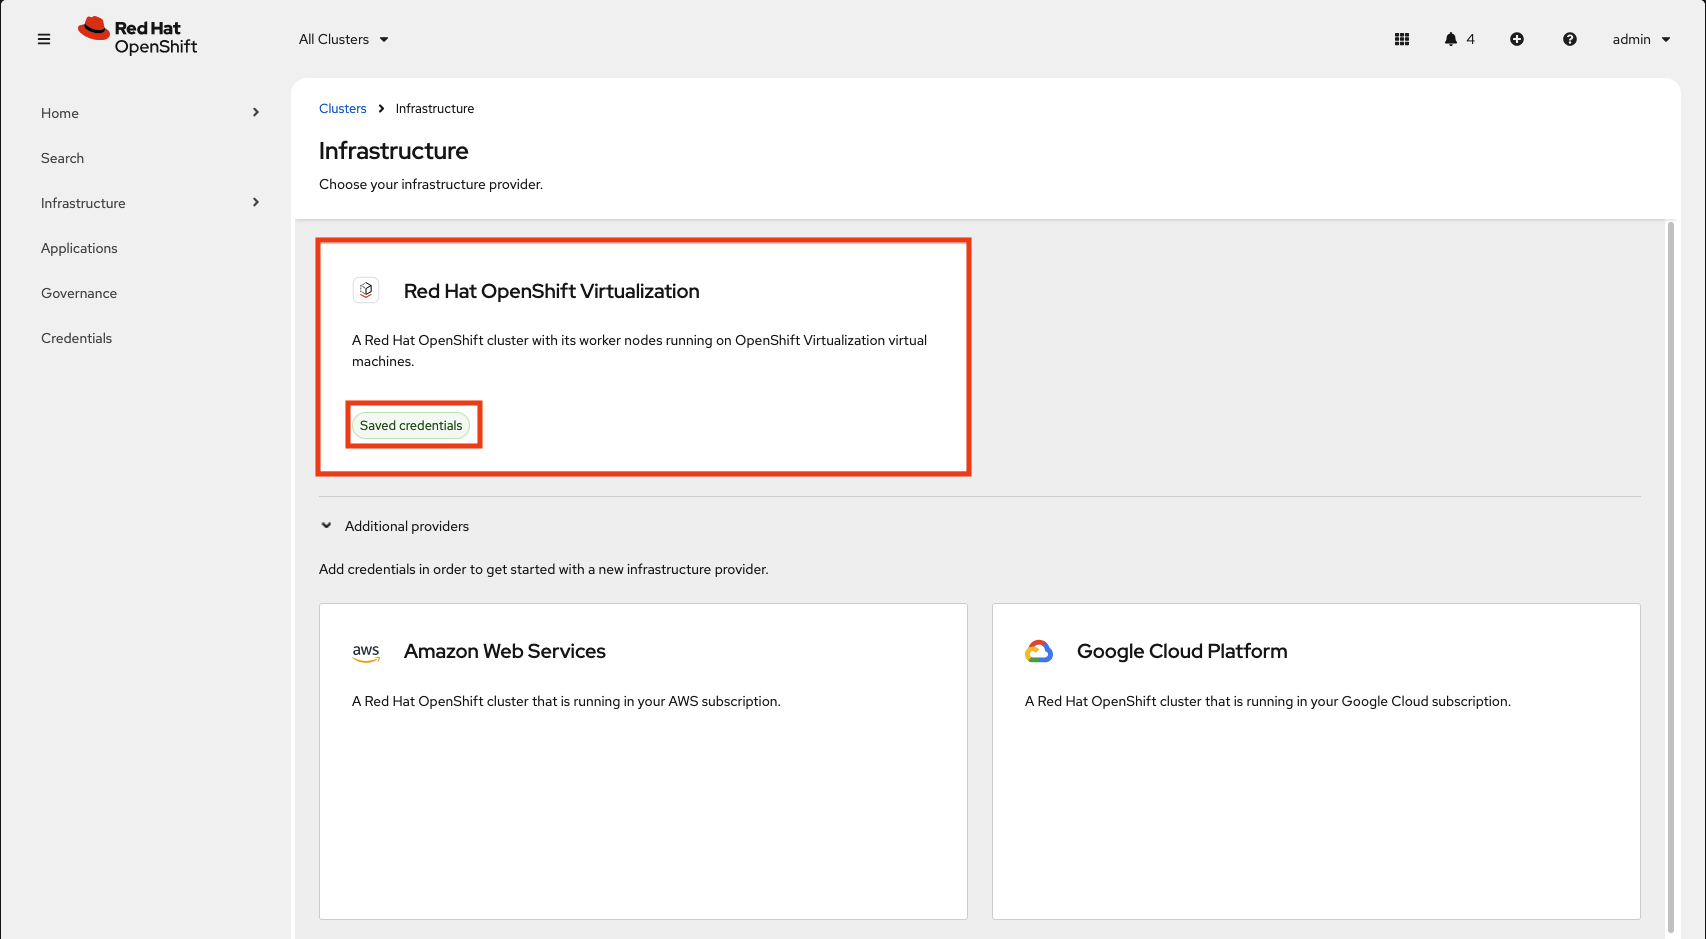 Red Hat
OpenShift
All Clusters
4
admin
Home
Search
Infrastructure
Applications
Governance
Credentials
Clusters > Infrastructure
Infrastructure
Choose your infrastructure provider.
Red Hat OpenShift Virtualization
A Red Hat OpenShift cluster with its worker nodes running on OpenShift Virtualization virtual
machines.
Saved credentials
Additional providers
Add credentials in order to get started with a new infrastructure provider.
aws Amazon Web Services
A Red Hat OpenShift cluster that is running in your AWS subscription.
Google Cloud Platform
A Red Hat OpenShift cluster that is running in your Google Cloud subscription.